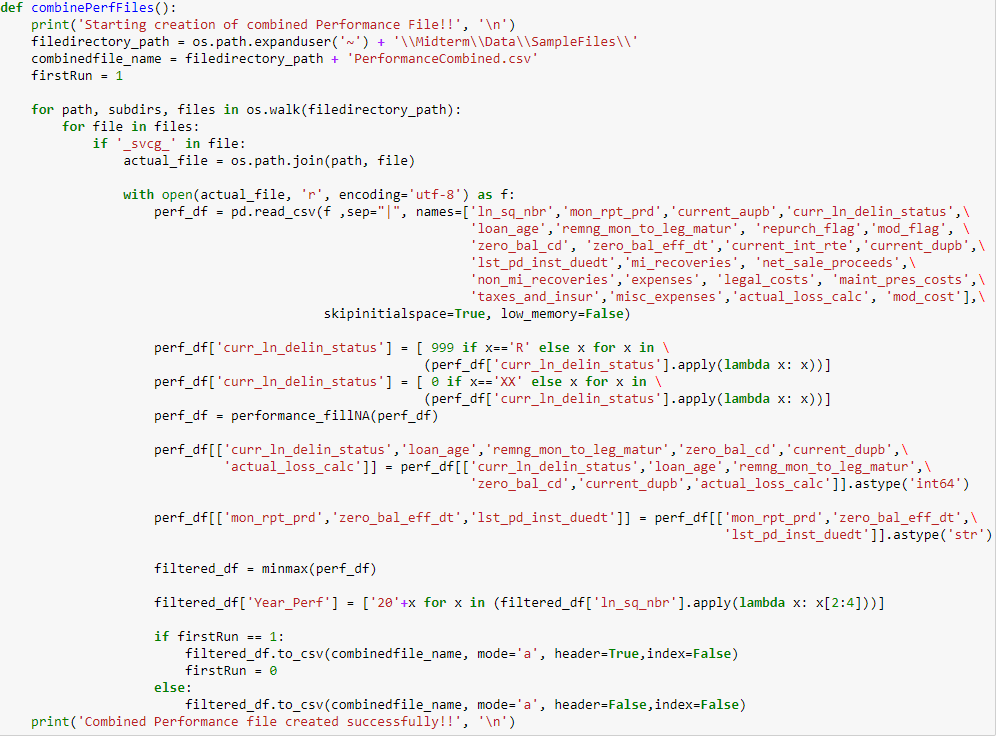 def combinePerfFiles():
    print('Starting creation of combined Performance File!!', '\n')
    filedirectory_path = os.path.expanduser('~') + '\\Midterm\\Data\\SampleFiles\\'
    combinedfile_name = filedirectory_path + 'PerformanceCombined.csv'
    firstRun = 1
    for path, subdirs, files in os.walk(filedirectory_path):
        for file in files:
            if '_svcg_' in file:
                actual_file = os.path.join(path, file)
                with open(actual_file, 'r', encoding='utf-8') as f:
                    perf_df = pd.read_csv(f ,sep="|", names=['ln_sq_nbr','mon_rpt_prd','current_aupb','curr_ln_delin_status',\
                                                             'loan_age','remng_mon_to_leg_matur', 'repurch_flag','mod_flag', \
                                                             'zero_bal_cd', 'zero_bal_eff_dt','current_int_rte','current_dupb',\
                                                             'lst_pd_inst_duedt','mi_recoveries', 'net_sale_proceeds',\
                                                             'non_mi_recoveries','expenses', 'legal_costs', 'maint_pres_costs',\
                                                             'taxes_and_insur','misc_expenses','actual_loss_calc', 'mod_cost'],\
                                          skipinitialspace=True, low_memory=False)
                    perf_df['curr_ln_delin_status'] = [ 999 if x=='R' else x for x in \
                                                       (perf_df['curr_ln_delin_status'].apply(lambda x: x))]
                    perf_df['curr_ln_delin_status'] = [ 0 if x=='XX' else x for x in \
                                                       (perf_df['curr_ln_delin_status'].apply(lambda x: x))]
                    perf_df = performance_fillNA(perf_df)
                    perf_df[['curr_ln_delin_status','loan_age','remng_mon_to_leg_matur','zero_bal_cd','current_dupb',\
                             'actual_loss_calc']] = perf_df[['curr_ln_delin_status','loan_age','remng_mon_to_leg_matur',\
                                                             'zero_bal_cd','current_dupb','actual_loss_calc']].astype('int64')
                    perf_df[['mon_rpt_prd','zero_bal_eff_dt','lst_pd_inst_duedt']] = perf_df[['mon_rpt_prd','zero_bal_eff_dt',\
                                                                                              'lst_pd_inst_duedt']].astype('str')
                    filtered_df = minmax(perf_df)
                    filtered_df['Year_Perf'] = ['20'+x for x in (filtered_df['ln_sq_nbr'].apply(lambda x: x[2:4]))]
                    if firstRun == 1:
                        filtered_df.to_csv(combinedfile_name, mode='a', header=True,index=False)
                        firstRun = 0
                    else:
                        filtered_df.to_csv(combinedfile_name, mode='a', header=False,index=False)
    print('Combined Performance file created successfully!!', '\n')